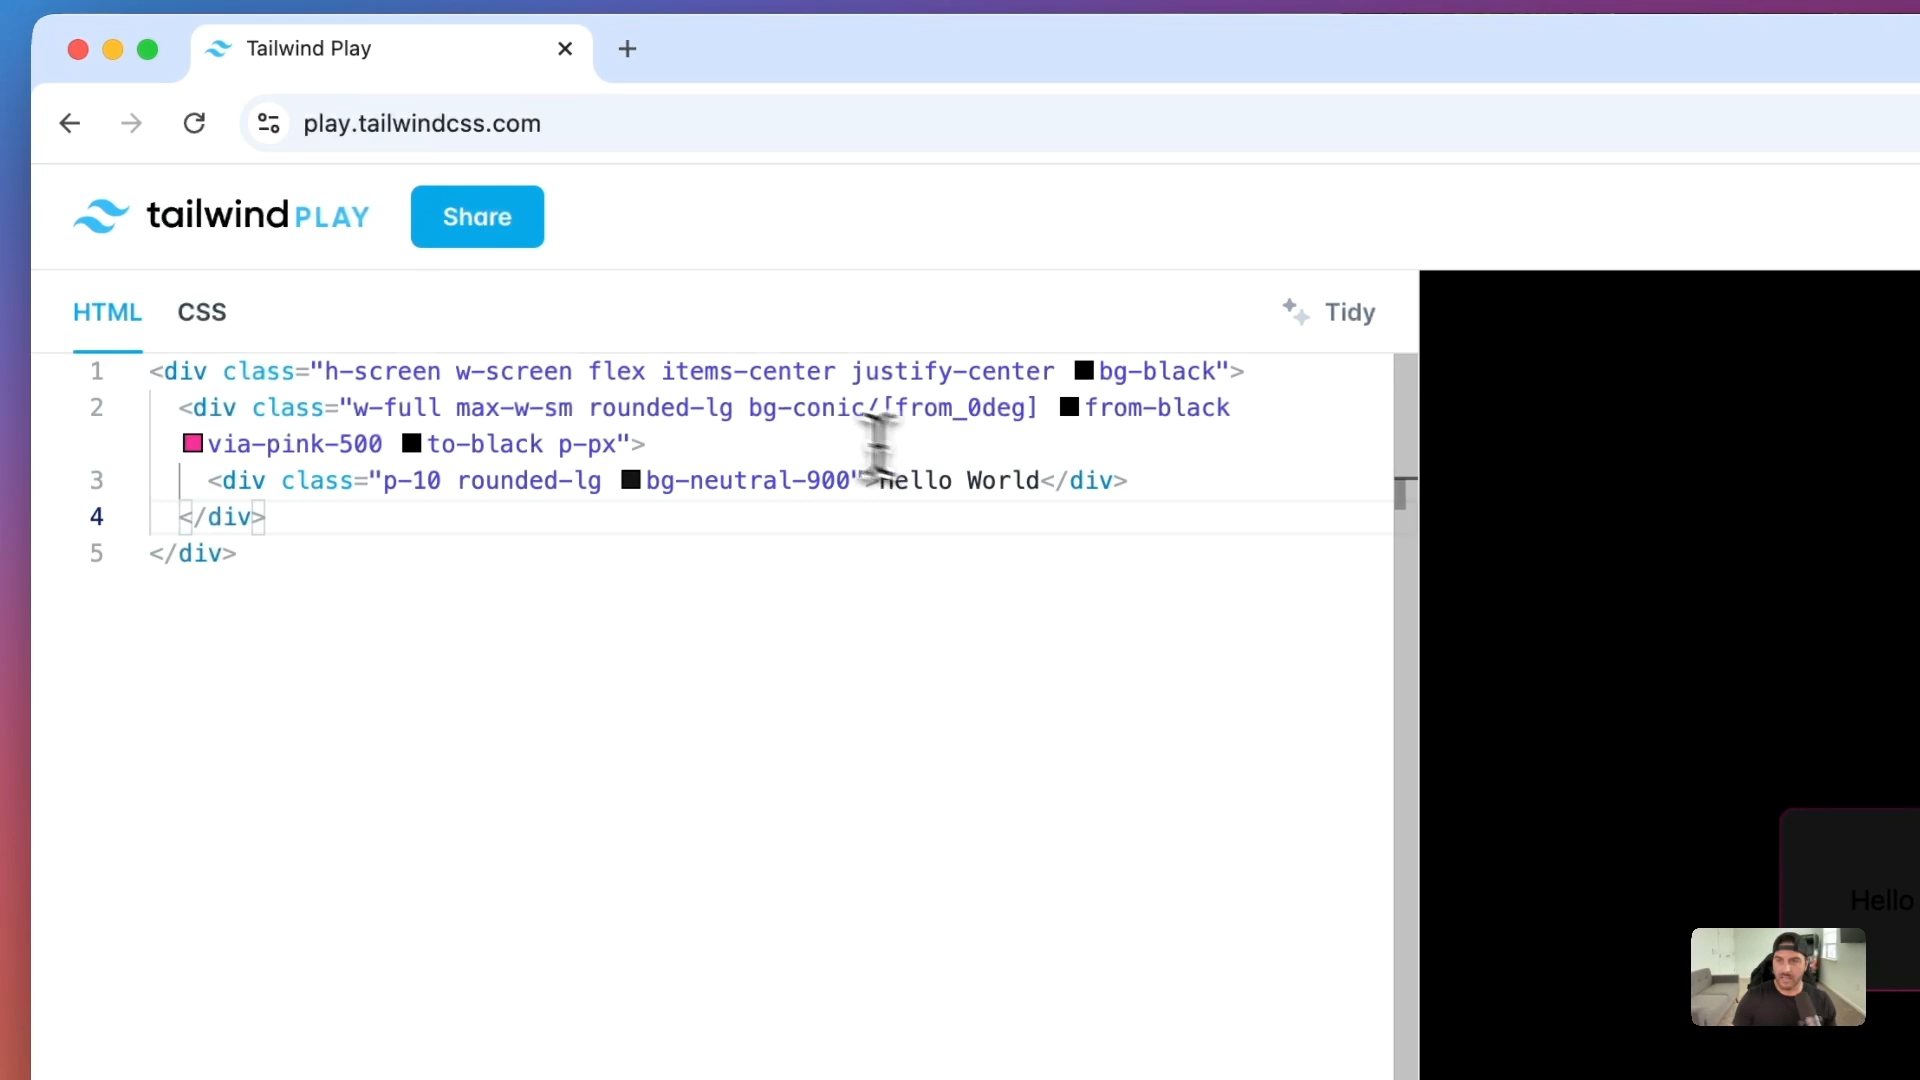 Tailwind Play
play.tailwindcss.com
tailwind PLAY
Share
HTML CSS
Tidy
1 <div class="h-screen w-screen flex items-center justify-center bg-black">
2 <div class="w-full max-w-sm rounded-lg bg-conic/[from_0deg] from-black
via-pink-500 to-black p-px">
3 <div class="p-10 rounded-lg bg-neutral-900">Hello World</div>
4 </div>
5 </div>
Hello